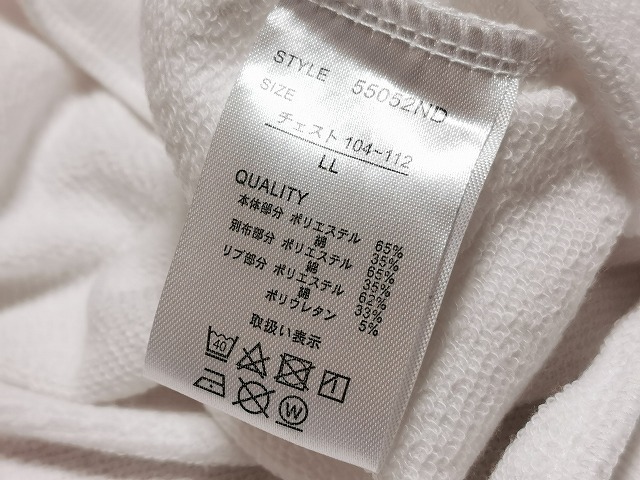 STYLE 55052ND
SIZE
チェスト 104~112
LL
QUALITY
本体部分 ポリエステル 65%
綿 35%
別布部分 ポリエステル 65%
綿 35%
リブ部分 ポリエステル 62%
綿 33%
ポリウレタン 5%
取扱い表示
40
W